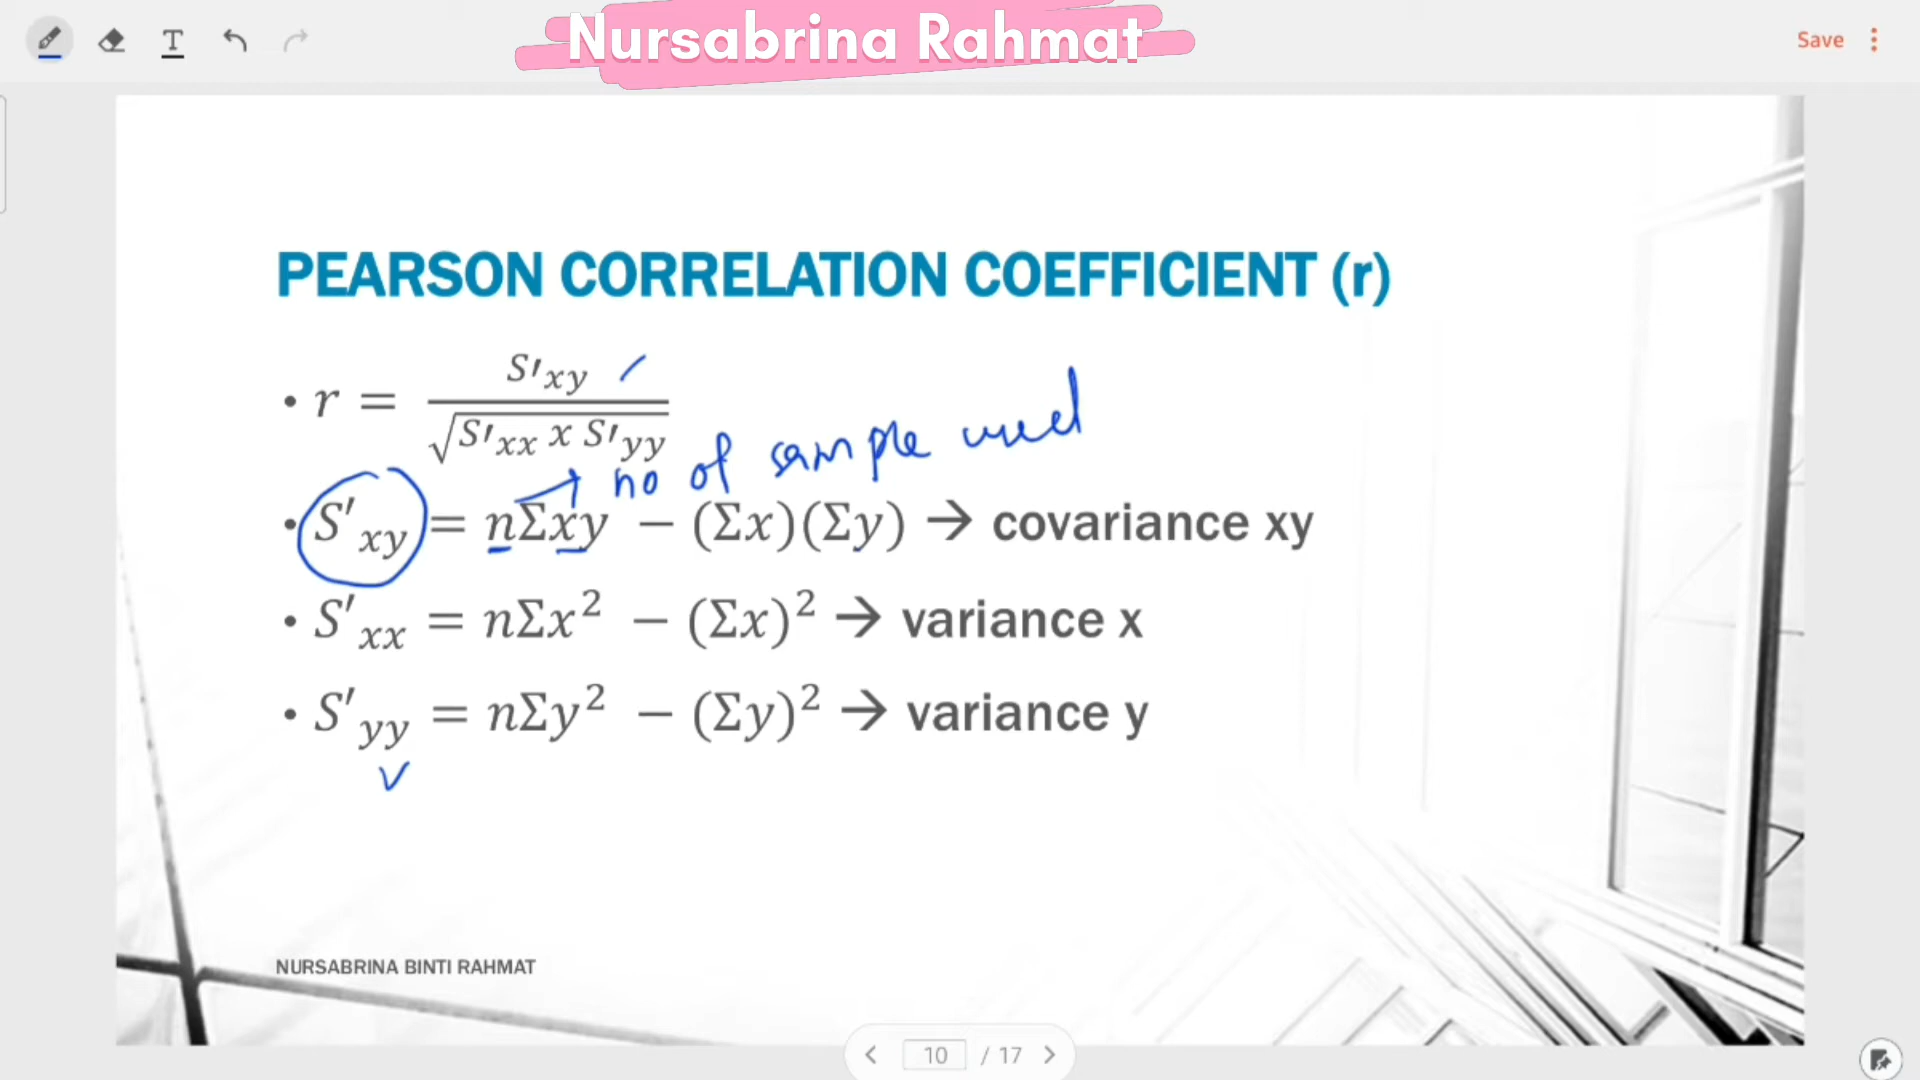 Nursabrina Rahmat
T
Save
PEARSON CORRELATION COEFFICIENT (r)
• r = S′xy / √(S′xx x S′yy)
no of sample used
• S′xy = nΣxy − (Σx)(Σy) → covariance xy
• S′xx = nΣx² − (Σx)² → variance x
• S′yy = nΣy² − (Σy)² → variance y
NURSABRINA BINTI RAHMAT
10 / 17